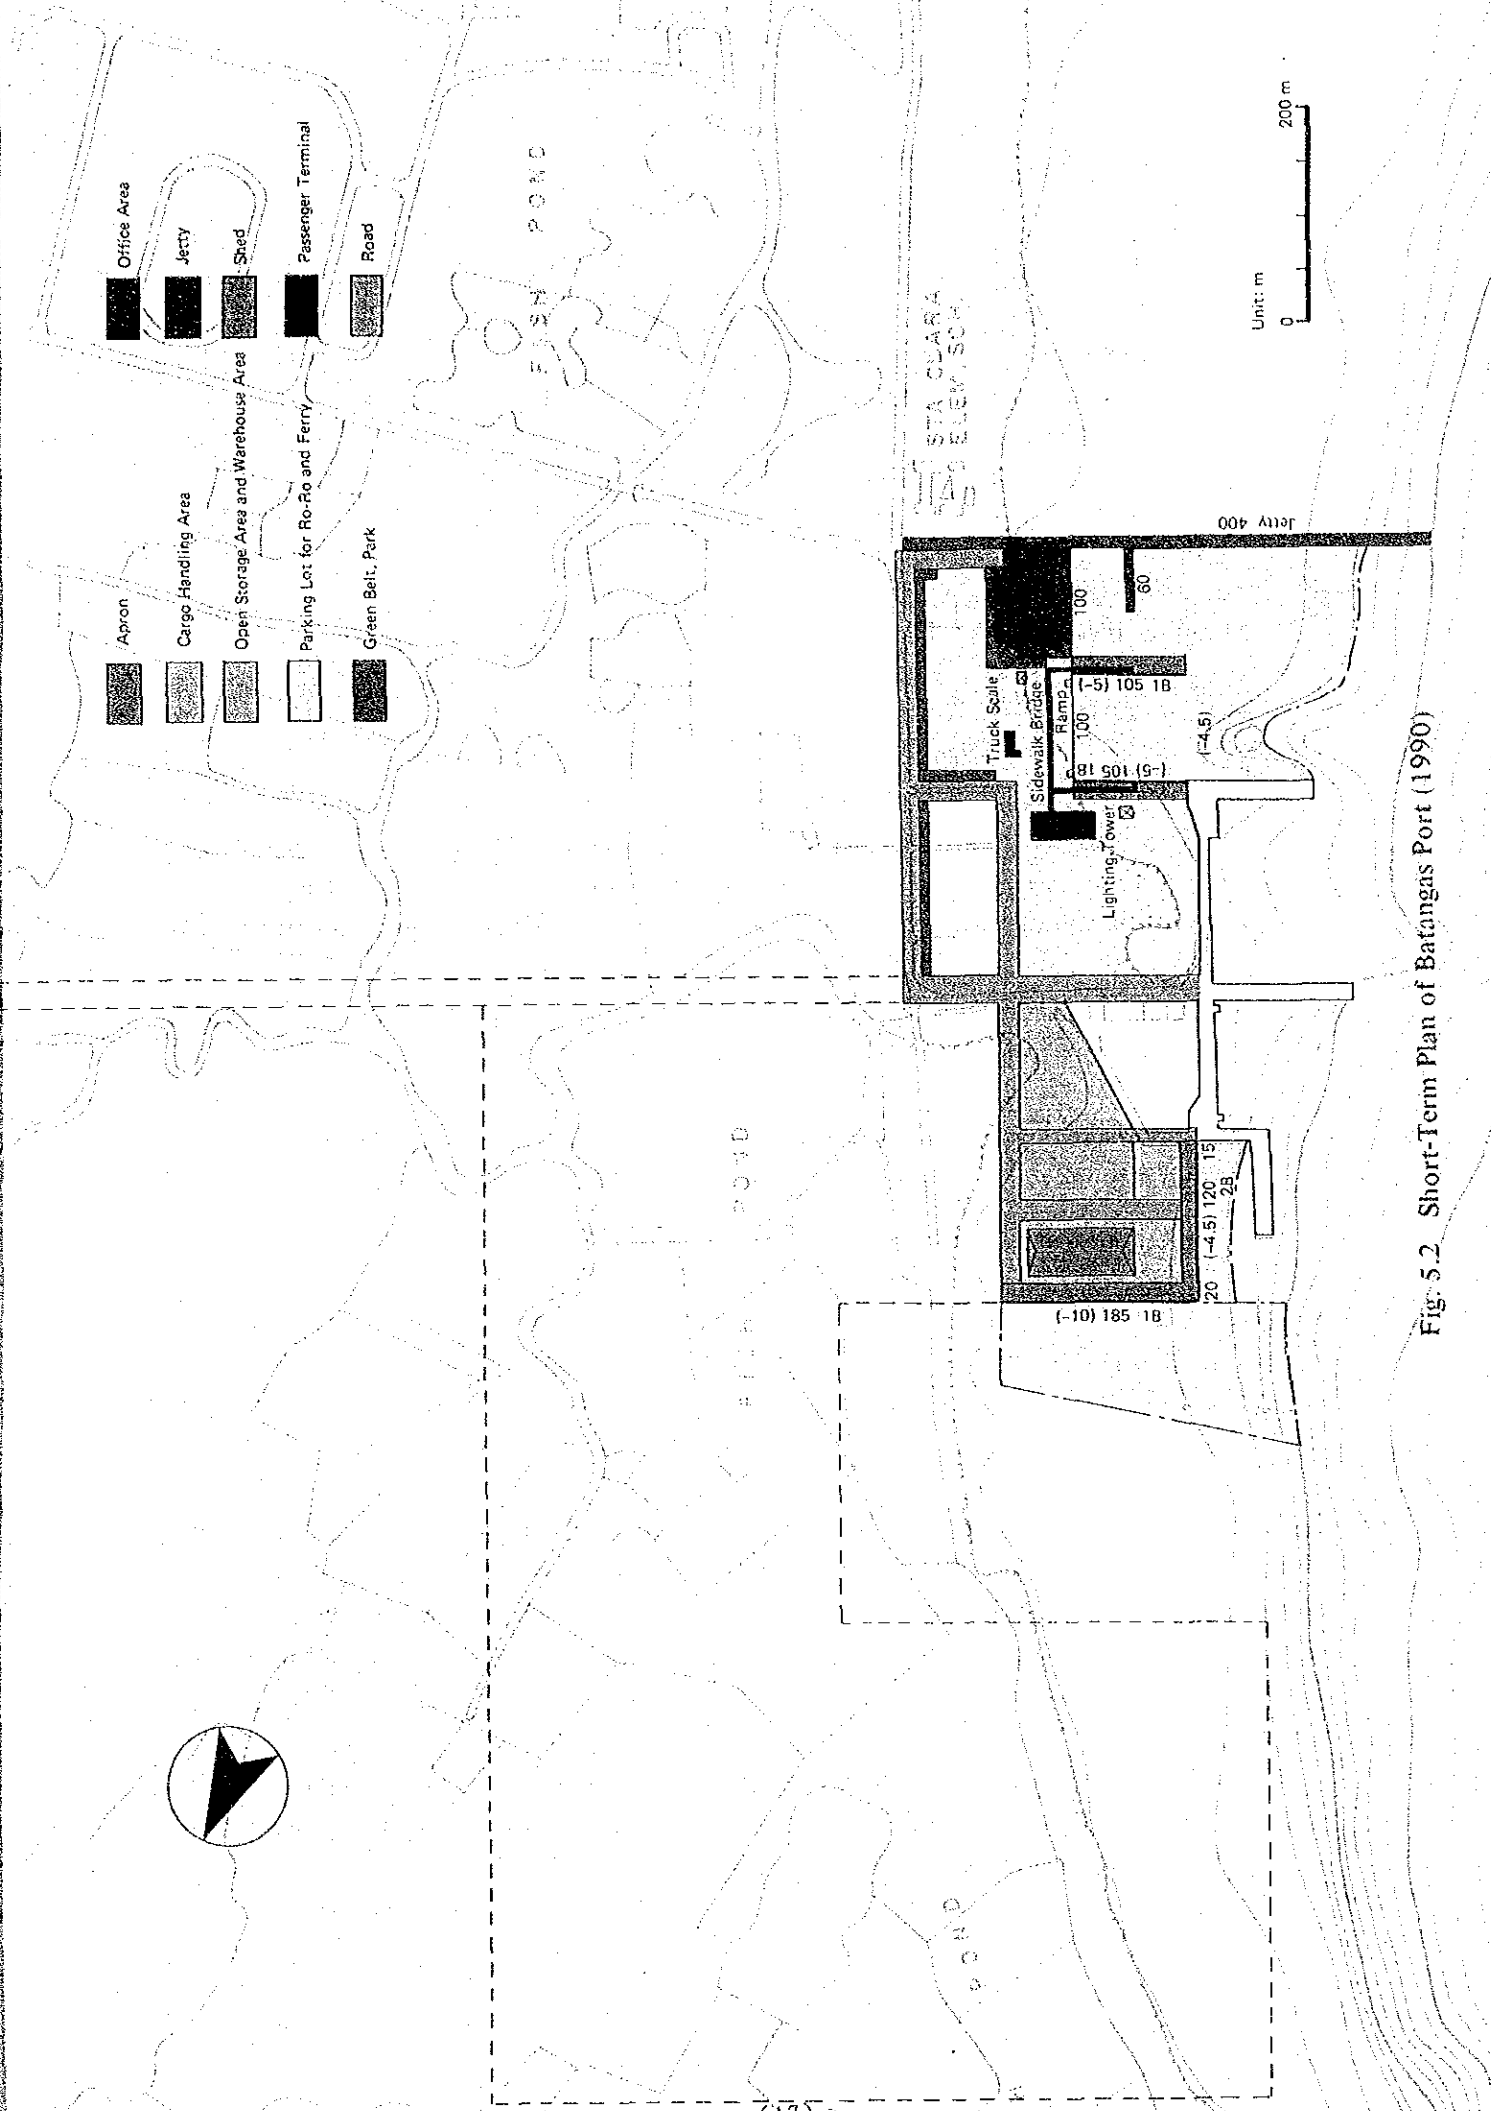 Apron
Cargo Handling Area
Open Storage Area and Warehouse Area
Parking Lot for Ro-Ro and Ferry
Green Belt, Park
Office Area
Jetty
Shed
Passenger Terminal
Road
FISH POND
STA CLARA
ELEM. SCH.
POND
POND
Truck Scale
Sidewalk Bridge
Ramp
Lighting Tower
100
100
60
(-5) 105 1B
(-5) 105 1B
(-4.5)
Jetty 400
20 (-4.5) 120 15
2B
(-10) 185 1B
Unit: m
0 200 m
Fig. 5.2 Short-Term Plan of Batangas Port (1990)